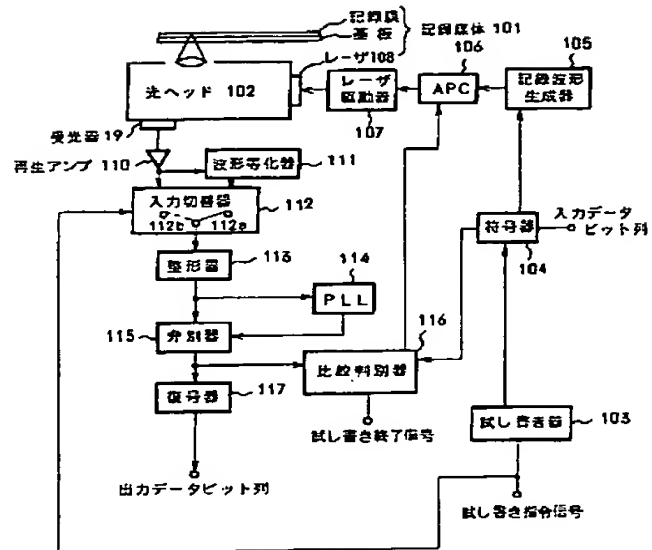 記録膜
基板
記録媒体 101
レーザ108
光ヘッド 102
受光器 19
再生アンプ 110
波形等化器
111
入力切替器
112b 112a
112
整形器
113
114
PLL
115
弁別器
復号器
117
出力データビット列
レーザ
駆動器
107
106
APC
105
記録波形
生成器
入力データ
ビット列
符号器
104
116
比較判別器
試し書き終了信号
試し書き器
103
試し書き指令信号